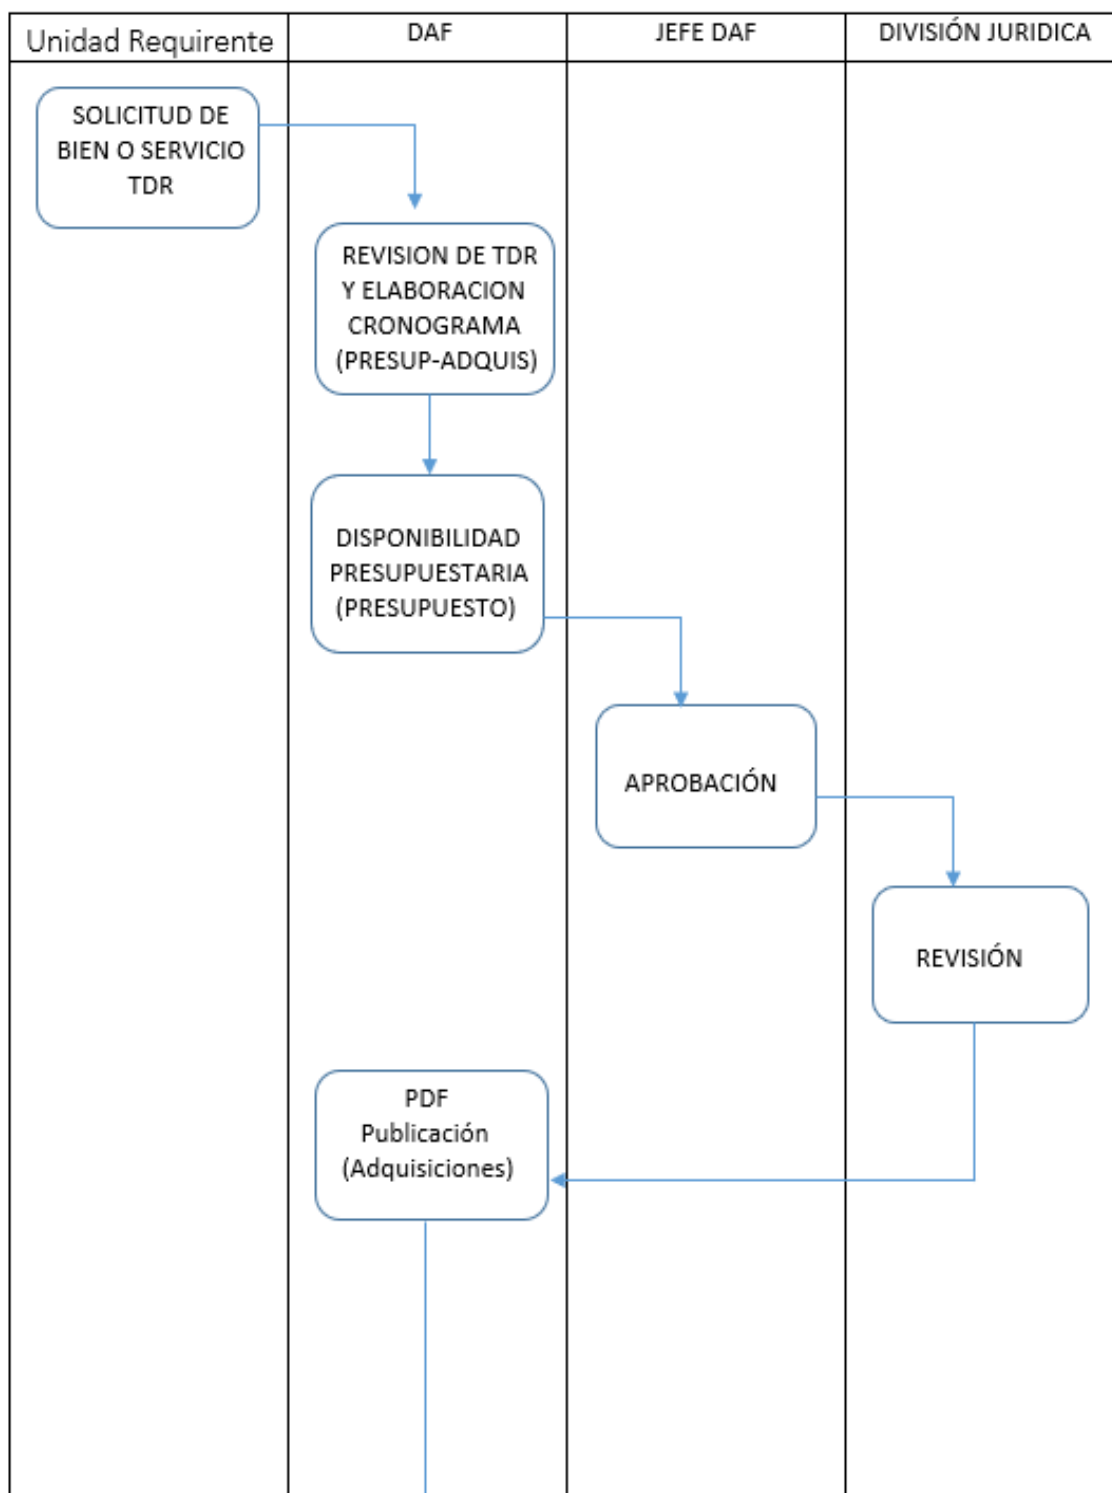 Unidad Requirente
DAF
JEFE DAF
DIVISIÓN JURIDICA
SOLICITUD DE
BIEN O SERVICIO
TDR
REVISION DE TDR
Y ELABORACION
CRONOGRAMA
(PRESUP-ADQUIS)
DISPONIBILIDAD
PRESUPUESTARIA
(PRESUPUESTO)
APROBACIÓN
REVISIÓN
PDF
Publicación
(Adquisiciones)